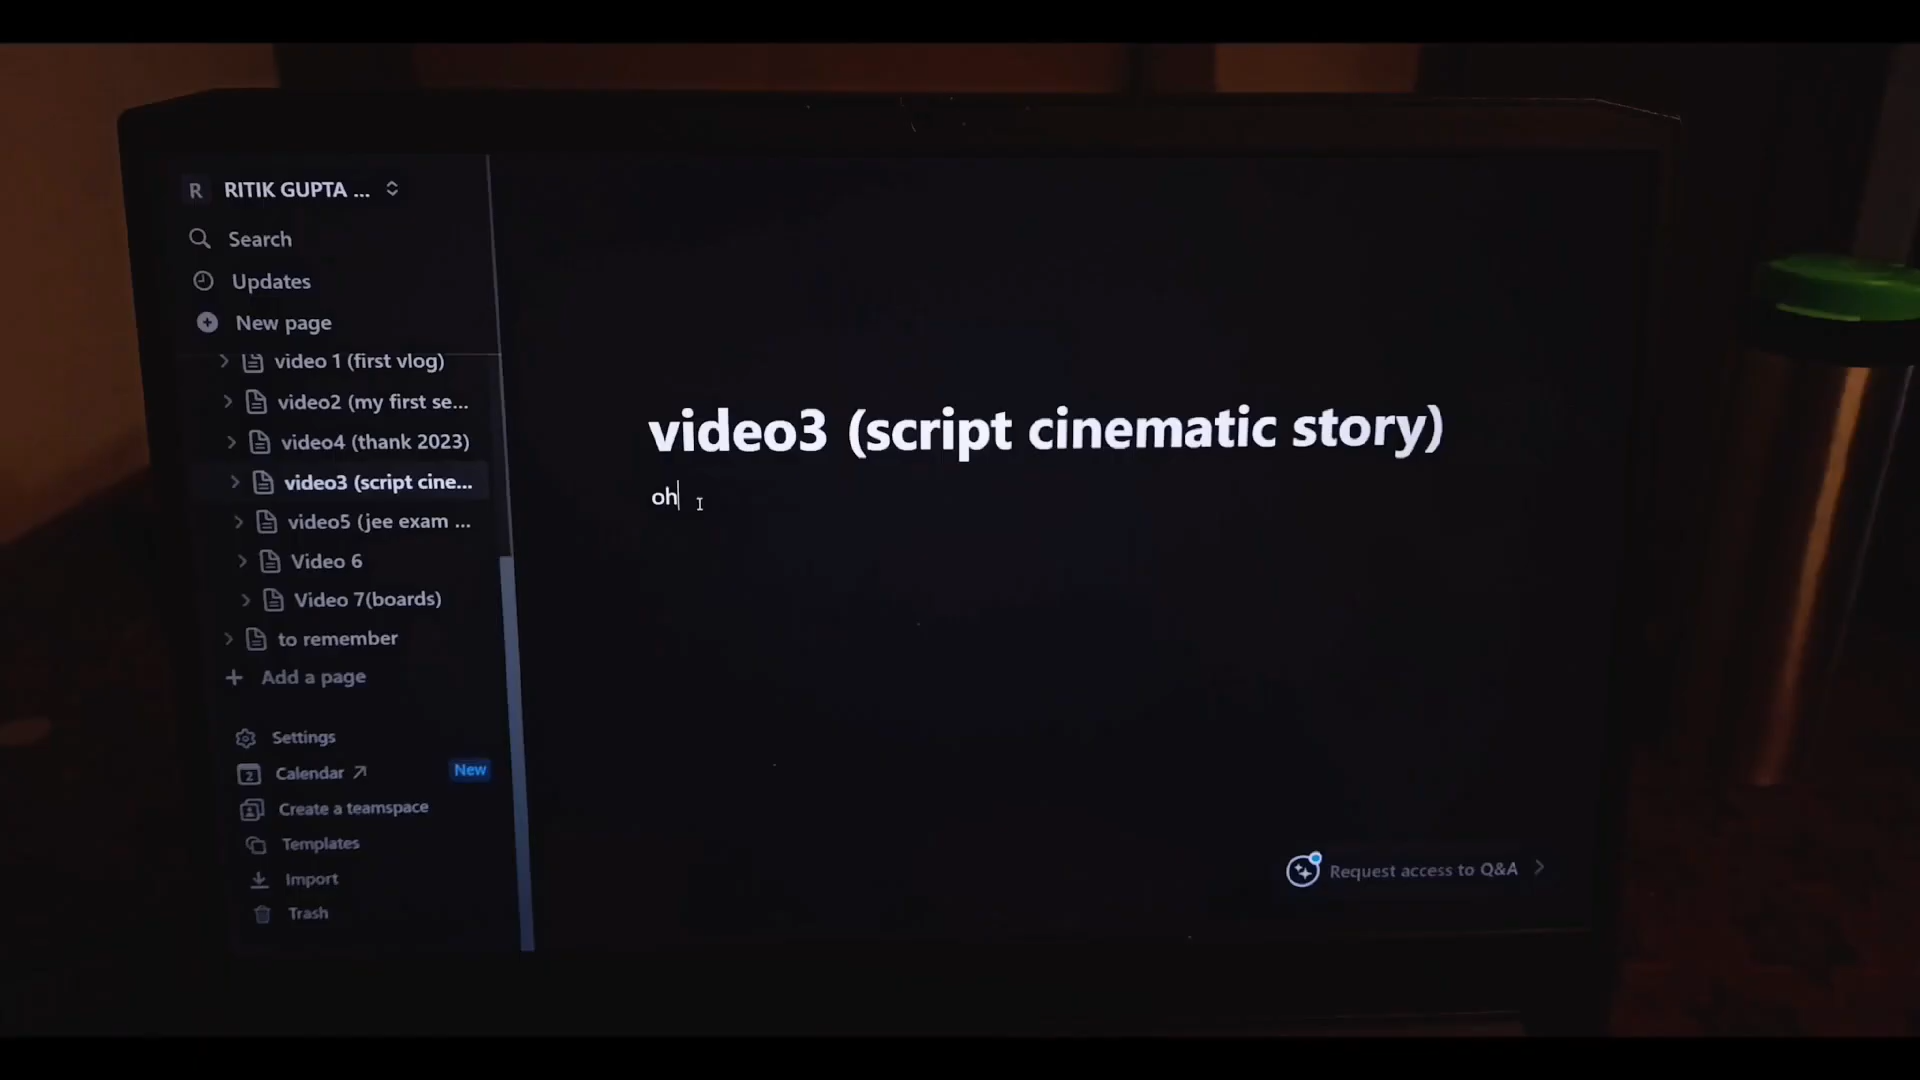 R RITIK GUPTA ...
Search
Updates
New page
video 1 (first vlog)
video2 (my first se...
video4 (thank 2023)
video3 (script cine...
video5 (jee exam ...
Video 6
Video 7(boards)
to remember
Add a page
Settings
2 Calendar New
Create a teamspace
Templates
Import
Trash
video3 (script cinematic story)
oh
Request access to Q&A